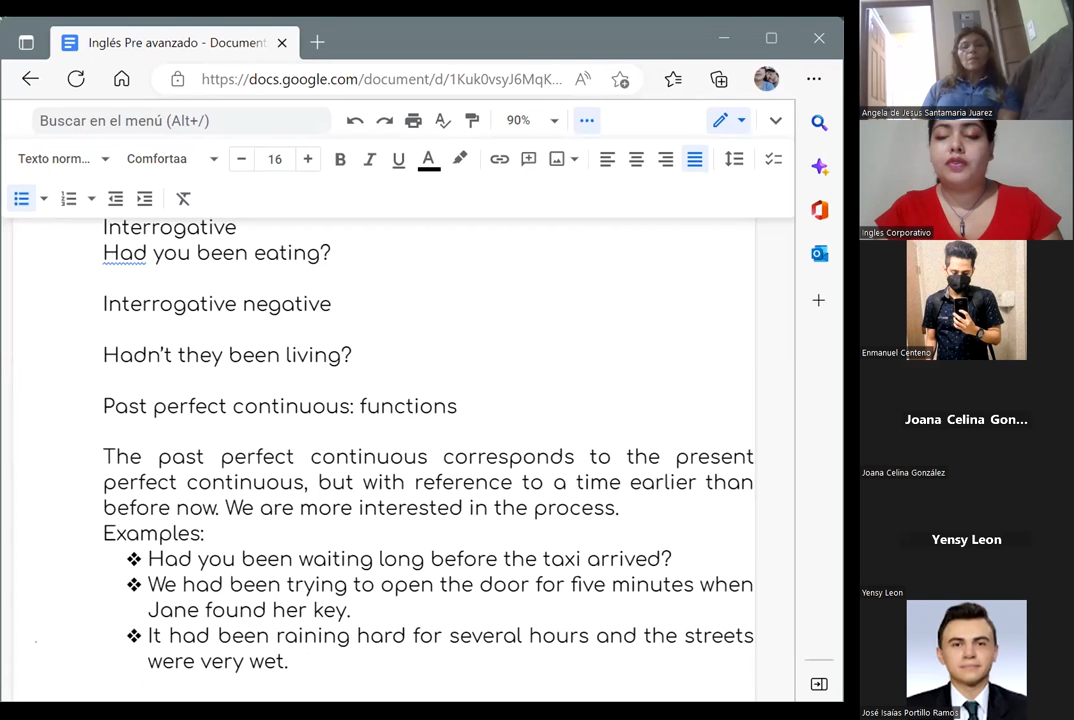 Inglés Pre avanzado - Document
https://docs.google.com/document/d/1Kuk0vsyJ6MqK...
Buscar en el menú (Alt+/)
90%
Texto norm...
Comfortaa
16
Interrogative
Had you been eating?
Interrogative negative
Hadn't they been living?
Past perfect continuous: functions
The past perfect continuous corresponds to the present
perfect continuous, but with reference to a time earlier than
before now. We are more interested in the process.
Examples:
❖ Had you been waiting long before the taxi arrived?
❖ We had been trying to open the door for five minutes when
Jane found her key.
❖ It had been raining hard for several hours and the streets
were very wet.
Angela de Jesus Santamaria Juarez
Ingles Corporativo
Enmanuel Centeno
Joana Celina Gon...
Joana Celina González
Yensy Leon
Yensy Leon
José Isaías Portillo Ramos